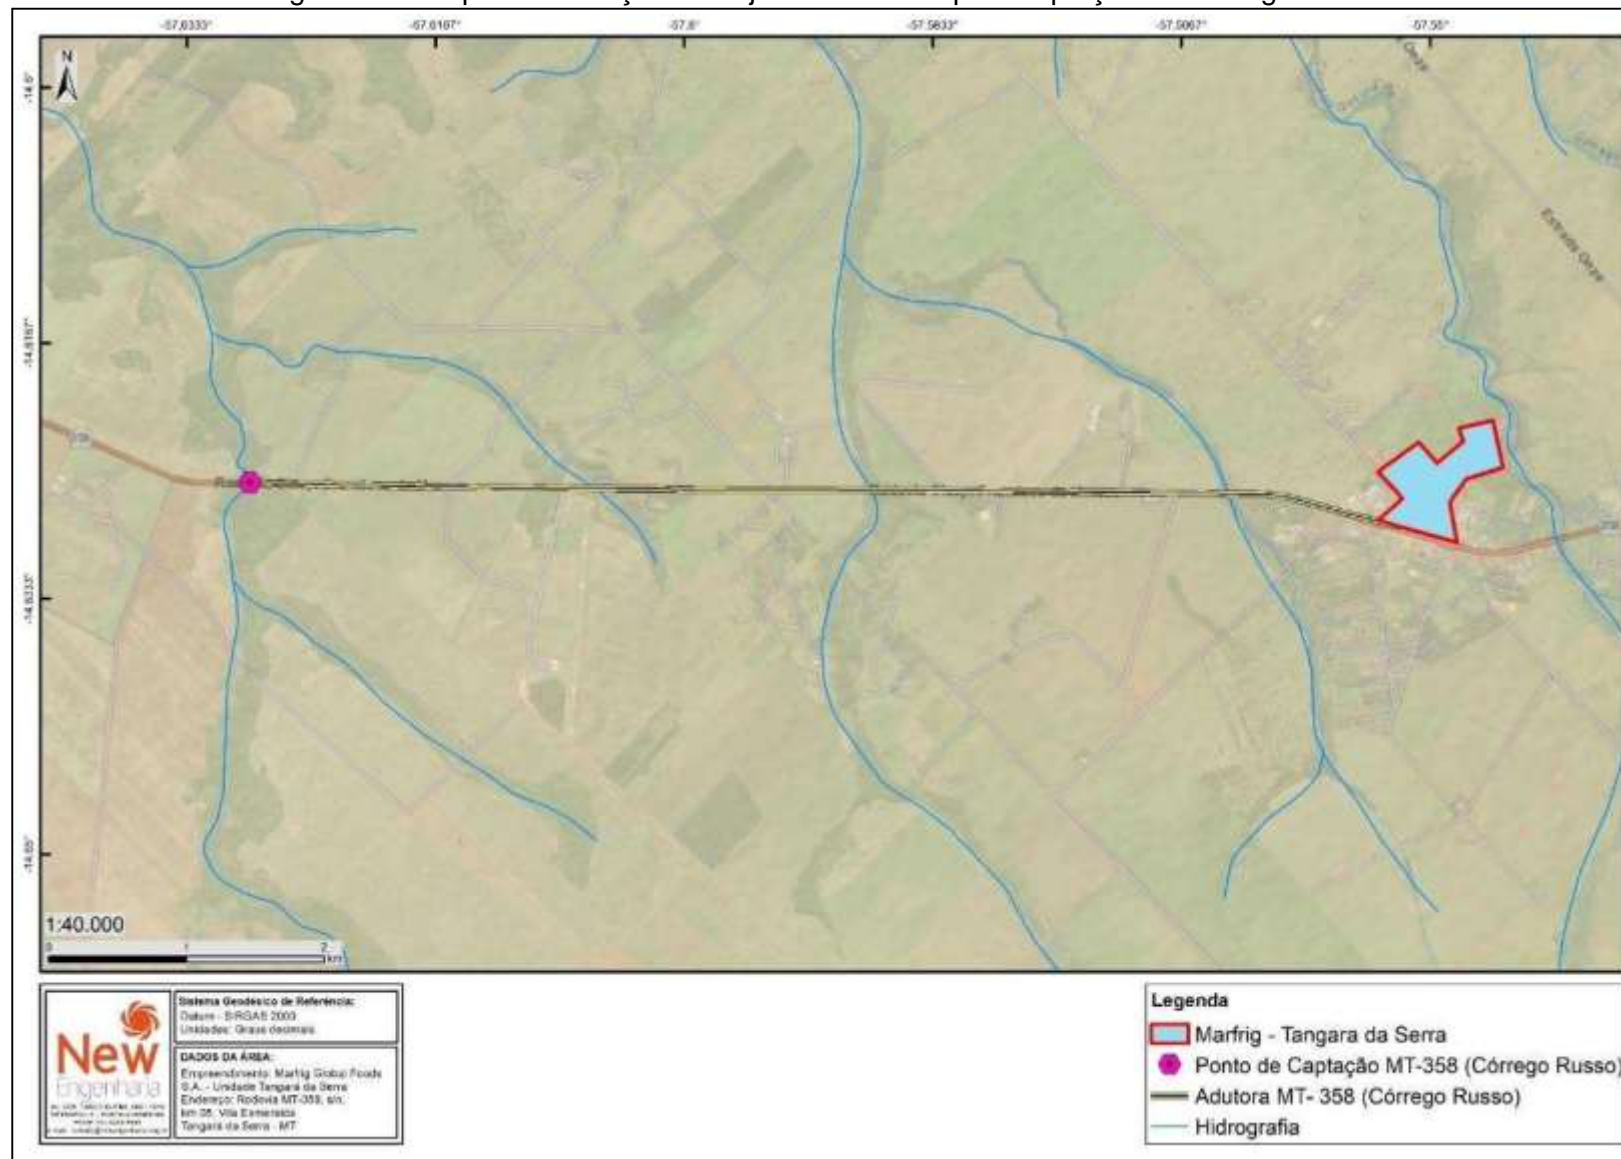 -57.6333° -57.6167° -57.6° -57.5833° -57.5667° -57.55°
N
-14.6°
Estrada Geze
-14.6167°
358
-14.6333°
-14.65°
1:40.000
0 1 2
km
New
Engenharia
Sistema Geodésico de Referência:
Datum - SIRGAS 2000
Unidades: Graus decimais
DADOS DA ÁREA:
Empreendimento: Marfrig Global Foods
S.A. - Unidade Tangará da Serra
Endereço: Rodovia MT-358, s/n,
km 05, Vila Esmeralda
Tangará da Serra - MT
Legenda
Marfrig - Tangara da Serra
Ponto de Captação MT-358 (Córrego Russo)
Adutora MT- 358 (Córrego Russo)
Hidrografia